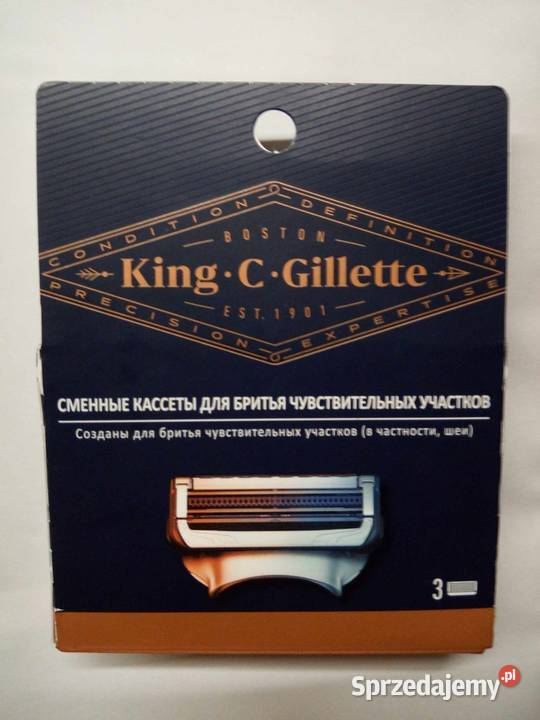 CONDITION
DEFINITION
BOSTON
King·C·Gillette
EST.1901
PRECISION
EXPERTISE
СМЕННЫЕ КАССЕТЫ ДЛЯ БРИТЬЯ ЧУВСТВИТЕЛЬНЫХ УЧАСТКОВ
Созданы для бритья чувствительных участков (в частности, шеи)
3
Sprzedajemy.pl